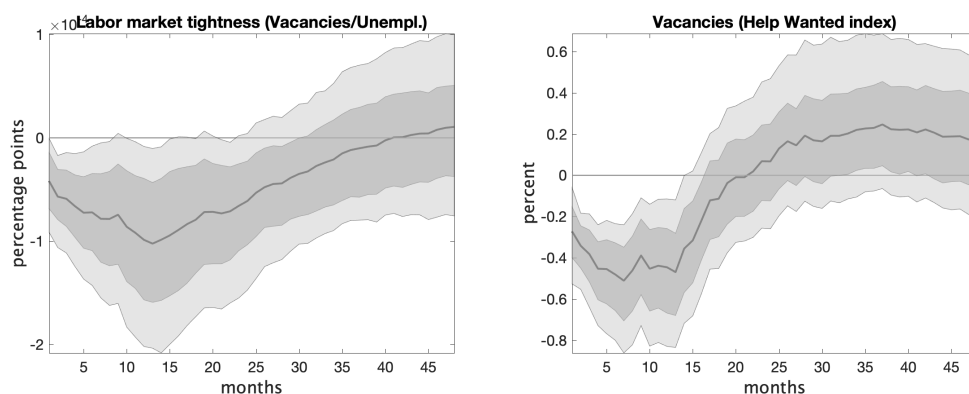 ×10⁻⁴
Labor market tightness (Vacancies/Unempl.)
1
0
-1
-2
percentage points
5 10 15 20 25 30 35 40 45
months
Vacancies (Help Wanted index)
0.6
0.4
0.2
0
-0.2
-0.4
-0.6
-0.8
percent
5 10 15 20 25 30 35 40 45
months